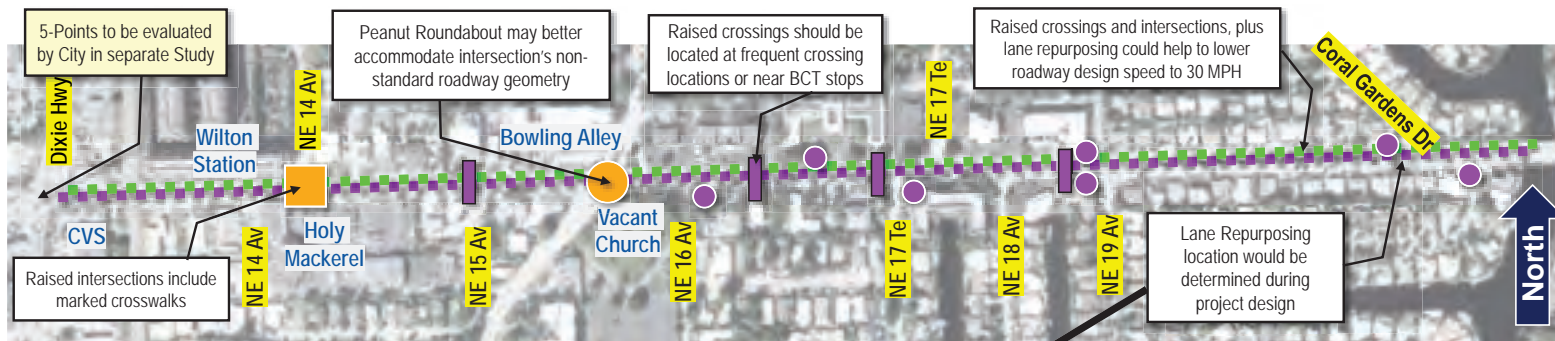 5-Points to be evaluated
by City in separate Study
Peanut Roundabout may better
accommodate intersection's non-
standard roadway geometry
Raised crossings should be
located at frequent crossing
locations or near BCT stops
Raised crossings and intersections, plus
lane repurposing could help to lower
roadway design speed to 30 MPH
Dixie Hwy
Wilton
Station
NE 14 Av
Bowling Alley
NE 17 Te
Coral Gardens Dr
CVS
NE 14 Av
Holy
Mackerel
NE 15 Av
Vacant
Church
NE 16 Av
NE 17 Te
NE 18 Av
NE 19 Av
Raised intersections include
marked crosswalks
Lane Repurposing
location would be
determined during
project design
North